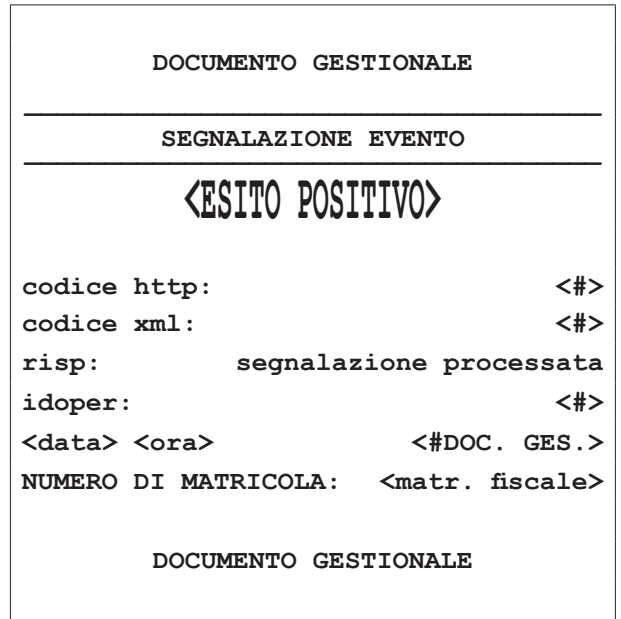 DOCUMENTO GESTIONALE
SEGNALAZIONE EVENTO
<ESITO POSITIVO>
codice http: <#>
codice xml: <#>
risp: segnalazione processata
idoper: <#>
<data> <ora> <#DOC. GES.>
NUMERO DI MATRICOLA: <matr. fiscale>
DOCUMENTO GESTIONALE